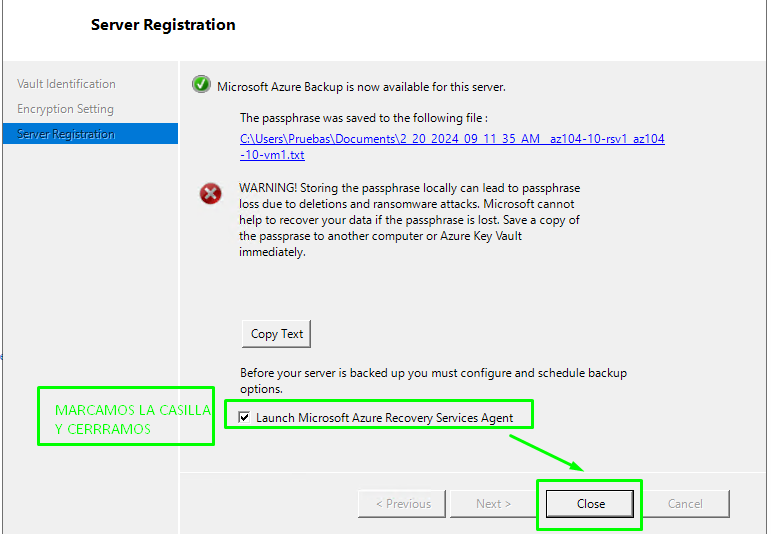 Server Registration
Vault Identification
Encryption Setting
Server Registration
Microsoft Azure Backup is now available for this server.
The passphrase was saved to the following file :
C:\Users\Pruebas\Documents\2_20_2024_09_11_35_AM__az104-10-rsv1_az104
-10-vm1.txt
WARNING! Storing the passphrase locally can lead to passphrase
loss due to deletions and ransomware attacks. Microsoft cannot
help to recover your data if the passphrase is lost. Save a copy
of the passprase to another computer or Azure Key Vault
immediately.
Copy Text
Before your server is backed up you must configure and schedule backup
options.
MARCAMOS LA CASILLA
Y CERRRAMOS
Launch Microsoft Azure Recovery Services Agent
< Previous
Next >
Close
Cancel